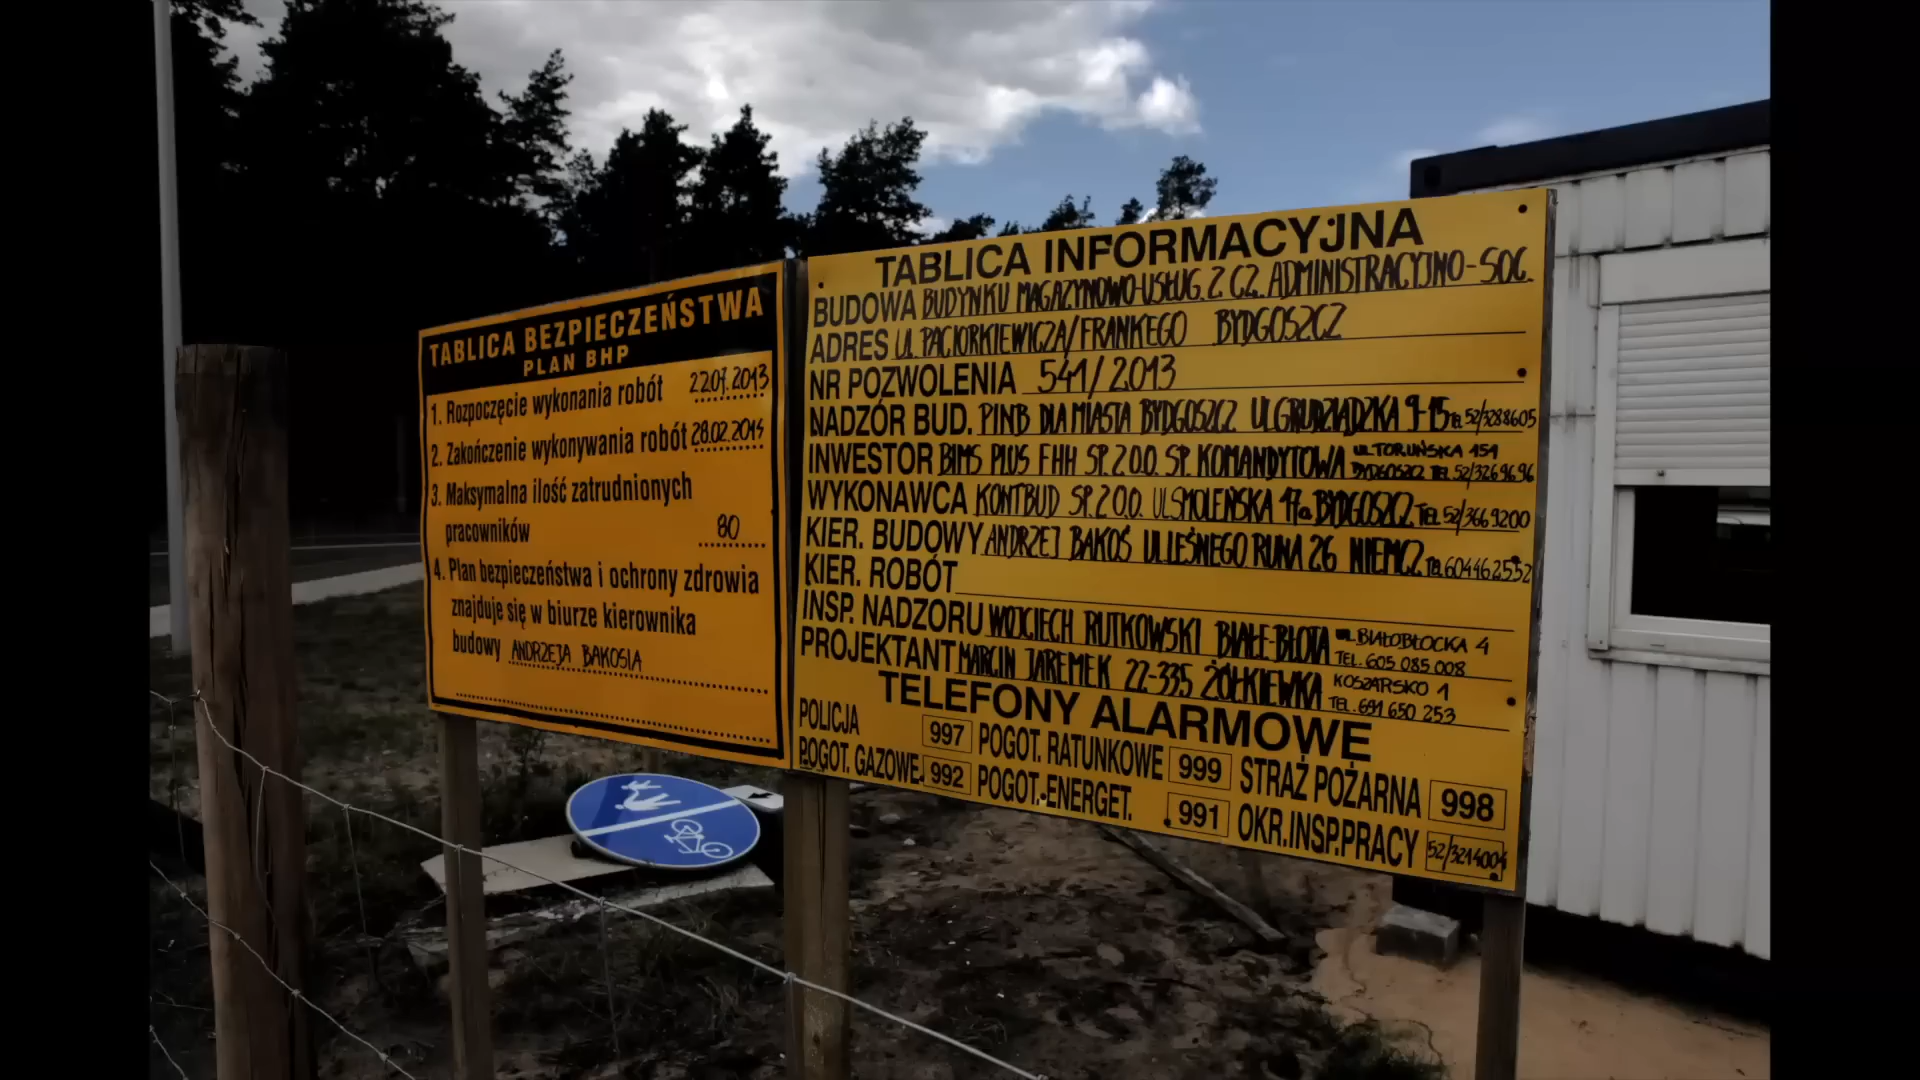 TABLICA BEZPIECZEŃSTWA
PLAN BHP
1. Rozpoczęcie wykonania robót 22.07.2013
2. Zakończenie wykonywania robót 28.02.2014
3. Maksymalna ilość zatrudnionych
pracowników 80
4. Plan bezpieczeństwa i ochrony zdrowia
znajduje się w biurze kierownika
budowy ANDRZEJA BAKOSIA
TABLICA INFORMACYJNA
BUDOWA BUDYNKU MAGAZYNOWO-USŁUG. Z CZ. ADMINISTRACYJNO-SOC.
ADRES UL. PACIORKIEWICZA/FRANKEGO BYDGOSZCZ
NR POZWOLENIA 541/2013
NADZÓR BUD. PINB DLA MIASTA BYDGOSZCZ UL. GRUDZIĄDZKA 9-15 TEL. 52/3288605
INWESTOR BIMS PLUS FHH SP. Z O.O. SP. KOMANDYTOWA UL. TORUŃSKA 151
BYDGOSZCZ TEL. 52/3269696
WYKONAWCA KONTBUD SP. Z O.O. UL. SMOLEŃSKA 47a BYDGOSZCZ TEL. 52/3669200
KIER. BUDOWY ANDRZEJ BAKOŚ UL. LEŚNEGO RUNA 26 NIEMCZ TEL. 604462552
KIER. ROBÓT
INSP. NADZORU WOJCIECH RUTKOWSKI BIAŁE-BŁOTA UL. BIAŁOBŁOCKA 4
TEL. 605 085 008
PROJEKTANT MARCIN JAREMEK 22-335 ŻÓŁKIEWKA KOSZARSKO 1
TEL. 691 650 253
TELEFONY ALARMOWE
POLICJA 997 POGOT. RATUNKOWE 999 STRAŻ POŻARNA 998
POGOT. GAZOWE 992 POGOT. ENERGET. 991 OKR.INSP.PRACY 52/3214004